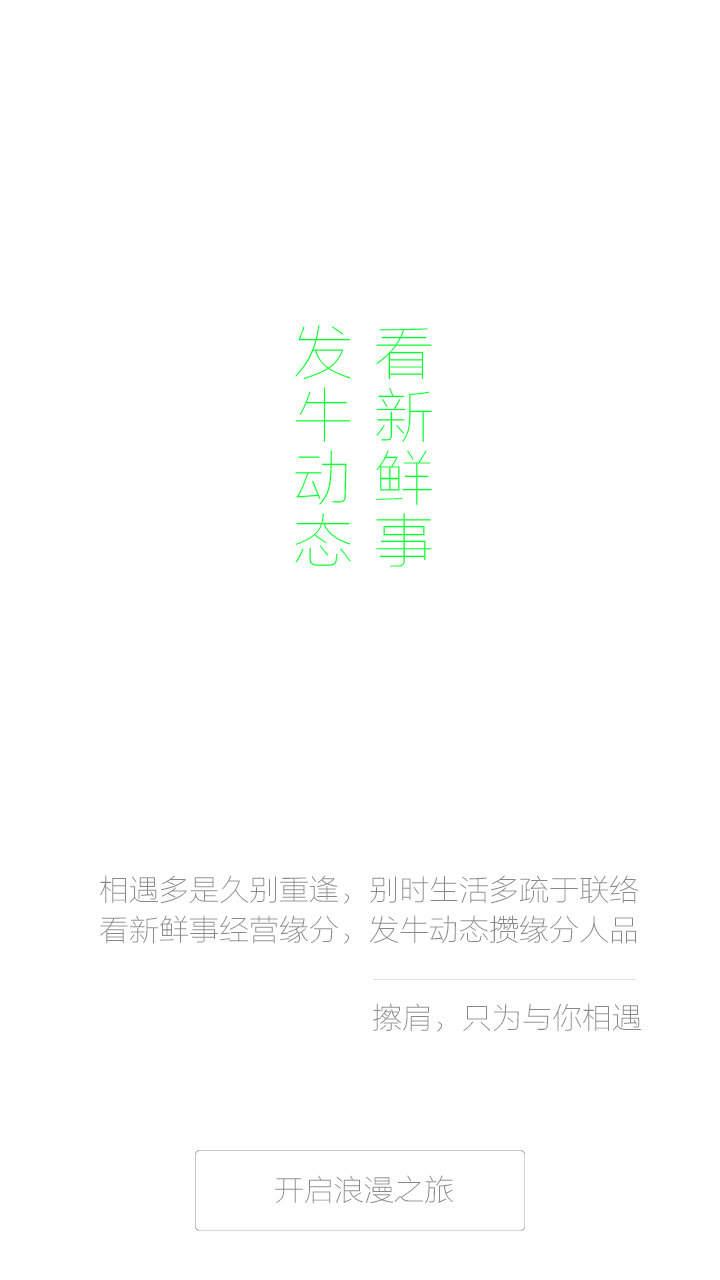 看新鲜事
发牛动态
相遇多是久别重逢，别时生活多疏于联络
看新鲜事经营缘分，发牛动态攒缘分人品
擦肩，只为与你相遇
开启浪漫之旅